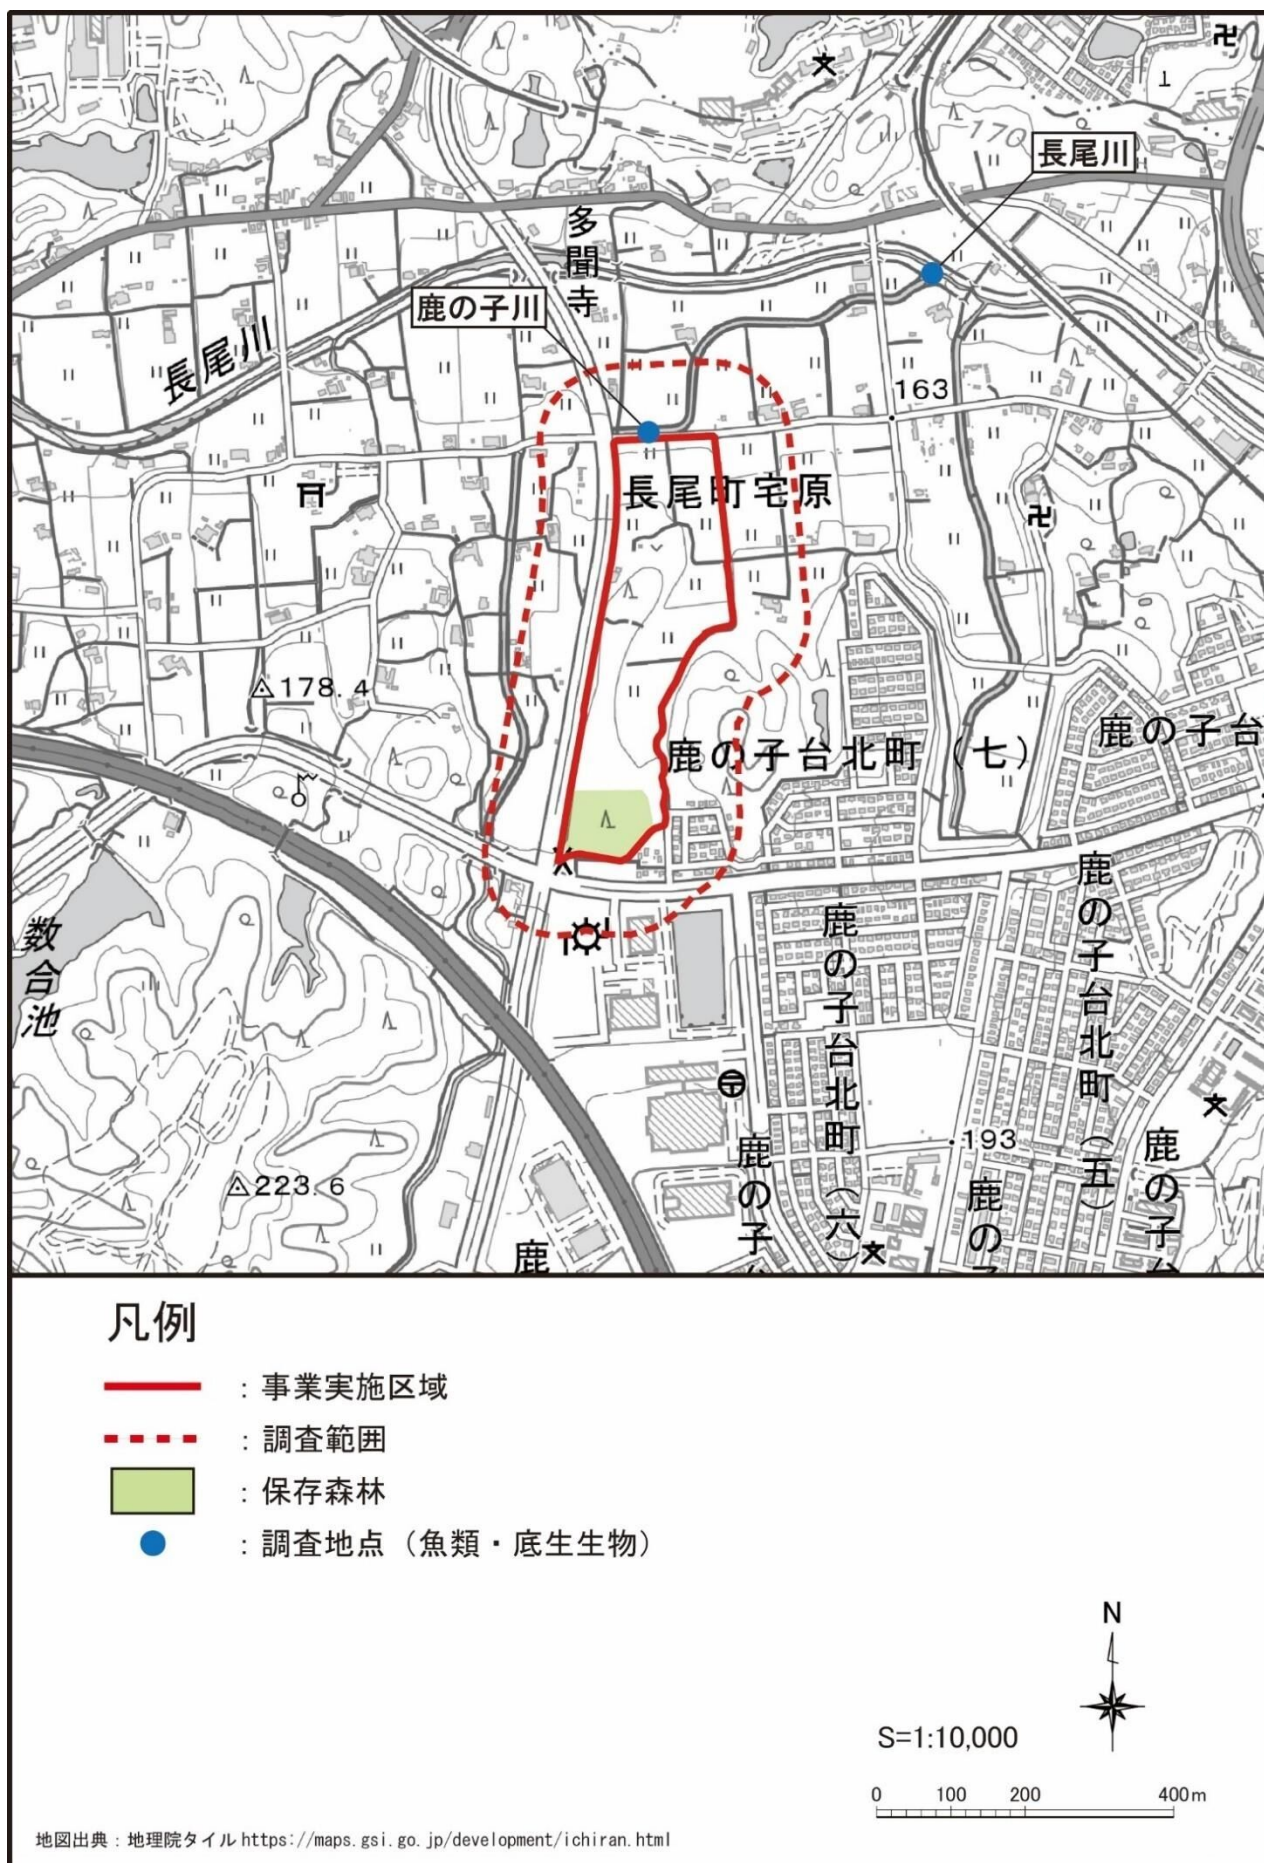 170
長尾川
多聞寺
鹿の子川
長尾川
163
長尾町宅原
178.4
鹿の子台北町（七）
鹿の子台
数合池
鹿の子台北町（六）
鹿の子台北町（五）
193
223.6
鹿の子
鹿の
鹿の子台
鹿
凡例
：事業実施区域
：調査範囲
：保存森林
：調査地点（魚類・底生生物）
N
S=1:10,000
0 100 200 400m
地図出典：地理院タイル https://maps.gsi.go.jp/development/ichiran.html